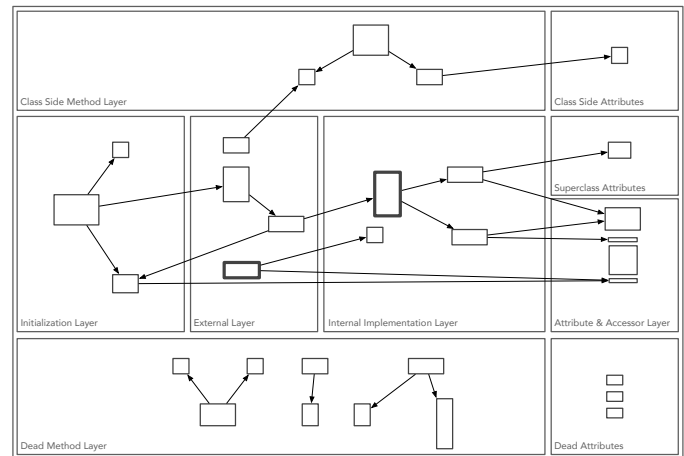 Class Side Method Layer
Class Side Attributes
Superclass Attributes
Initialization Layer
External Layer
Internal Implementation Layer
Attribute & Accessor Layer
Dead Method Layer
Dead Attributes